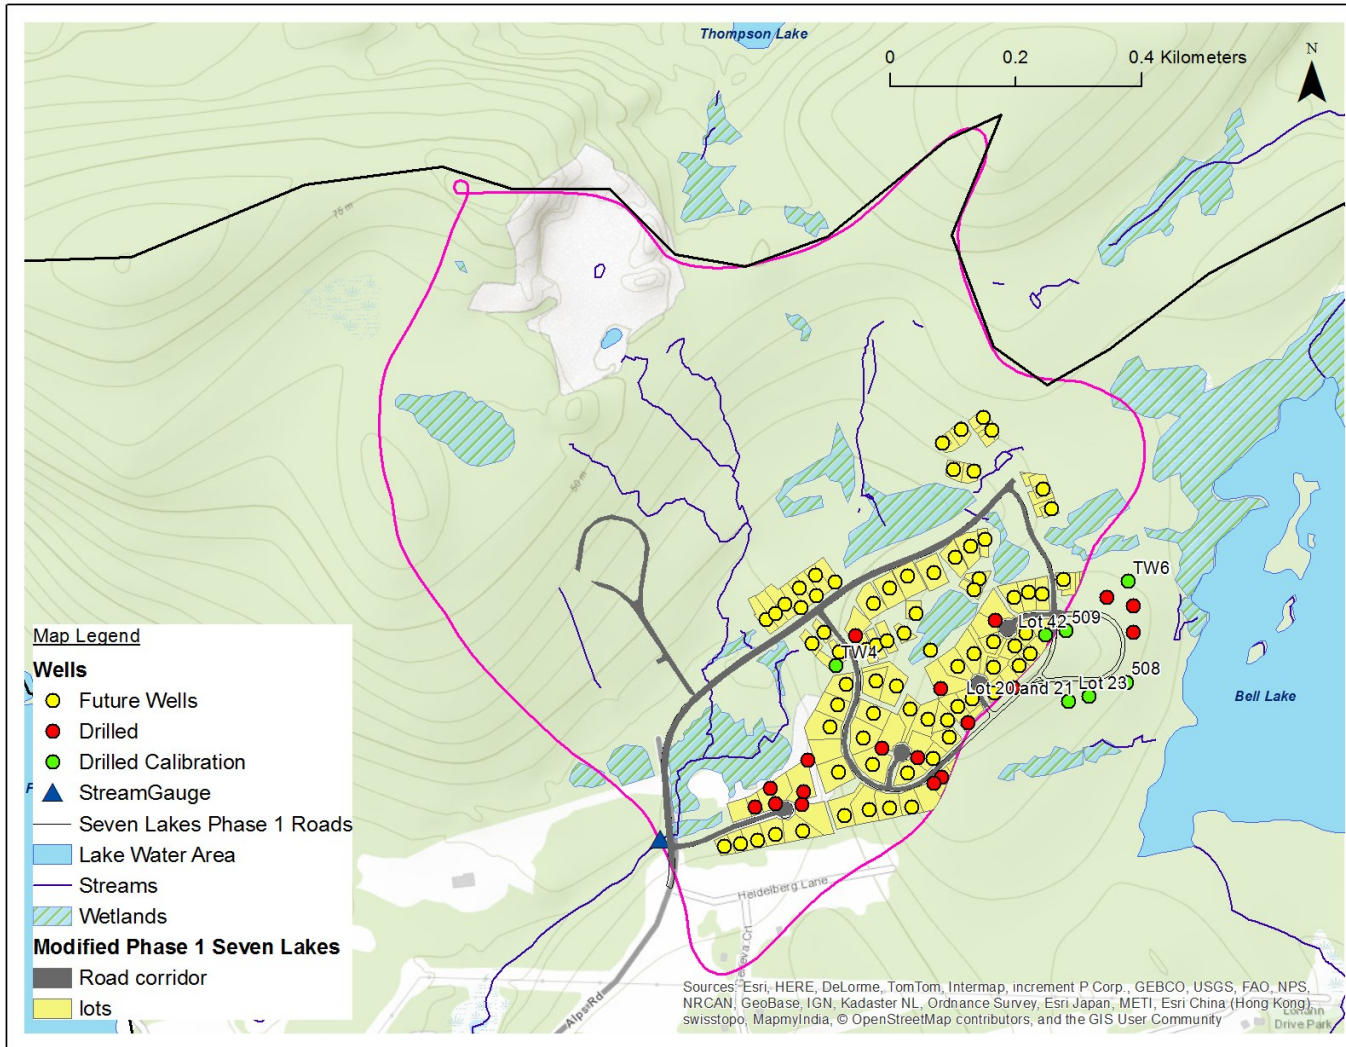 Thompson Lake
0 0.2 0.4 Kilometers
N
75 m
50 m
TW6
Lot 42 509
TW4
508
Lot 20 and 21 Lot 23
Bell Lake
Map Legend
Wells
Future Wells
Drilled
Drilled Calibration
StreamGauge
Seven Lakes Phase 1 Roads
Lake Water Area
Streams
Wetlands
Modified Phase 1 Seven Lakes
Road corridor
lots
Heidelberg Lane
Geneva Crt
Alps Rd
Sources: Esri, HERE, DeLorme, TomTom, Intermap, increment P Corp., GEBCO, USGS, FAO, NPS,
NRCAN, GeoBase, IGN, Kadaster NL, Ordnance Survey, Esri Japan, METI, Esri China (Hong Kong),
swisstopo, MapmyIndia, © OpenStreetMap contributors, and the GIS User Community
Drive Park